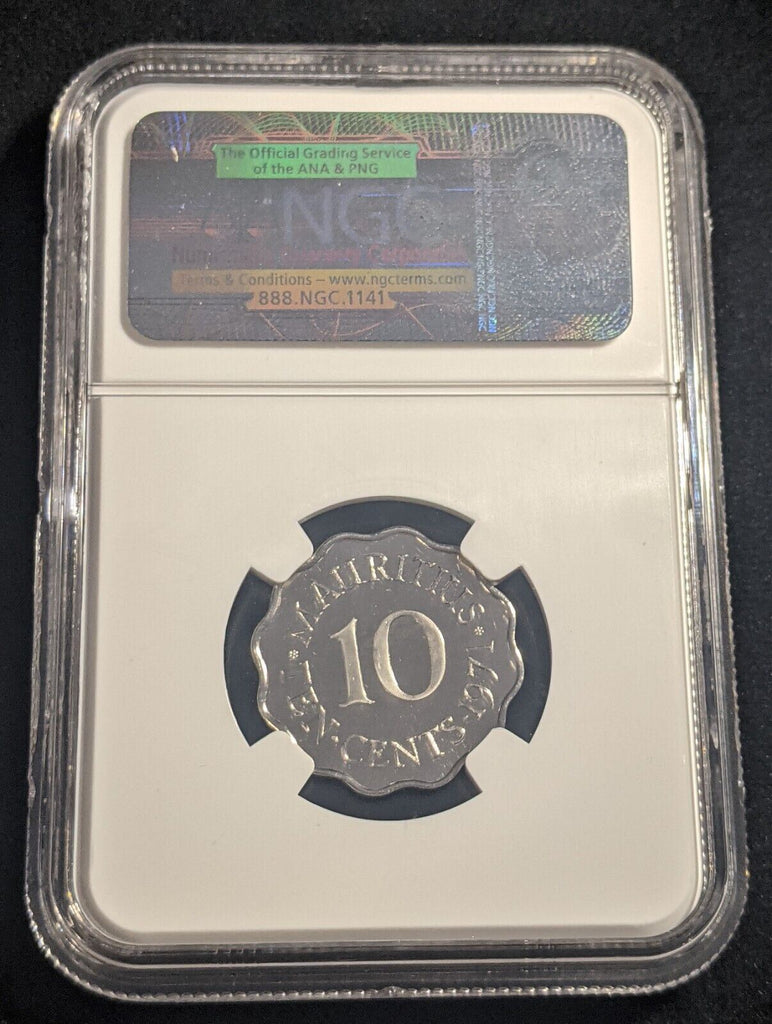 The Official Grading Service
of the ANA & PNG
NGC
Terms & Conditions – www.ngcterms.com
888.NGC.1141
*MAURITIUS*
10
TEN·CENTS·1971